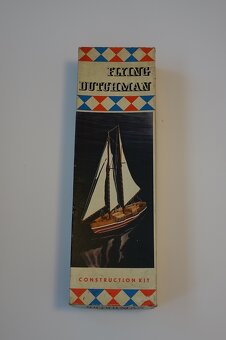 FLYING
DUTCHMAN
CONSTRUCTION KIT